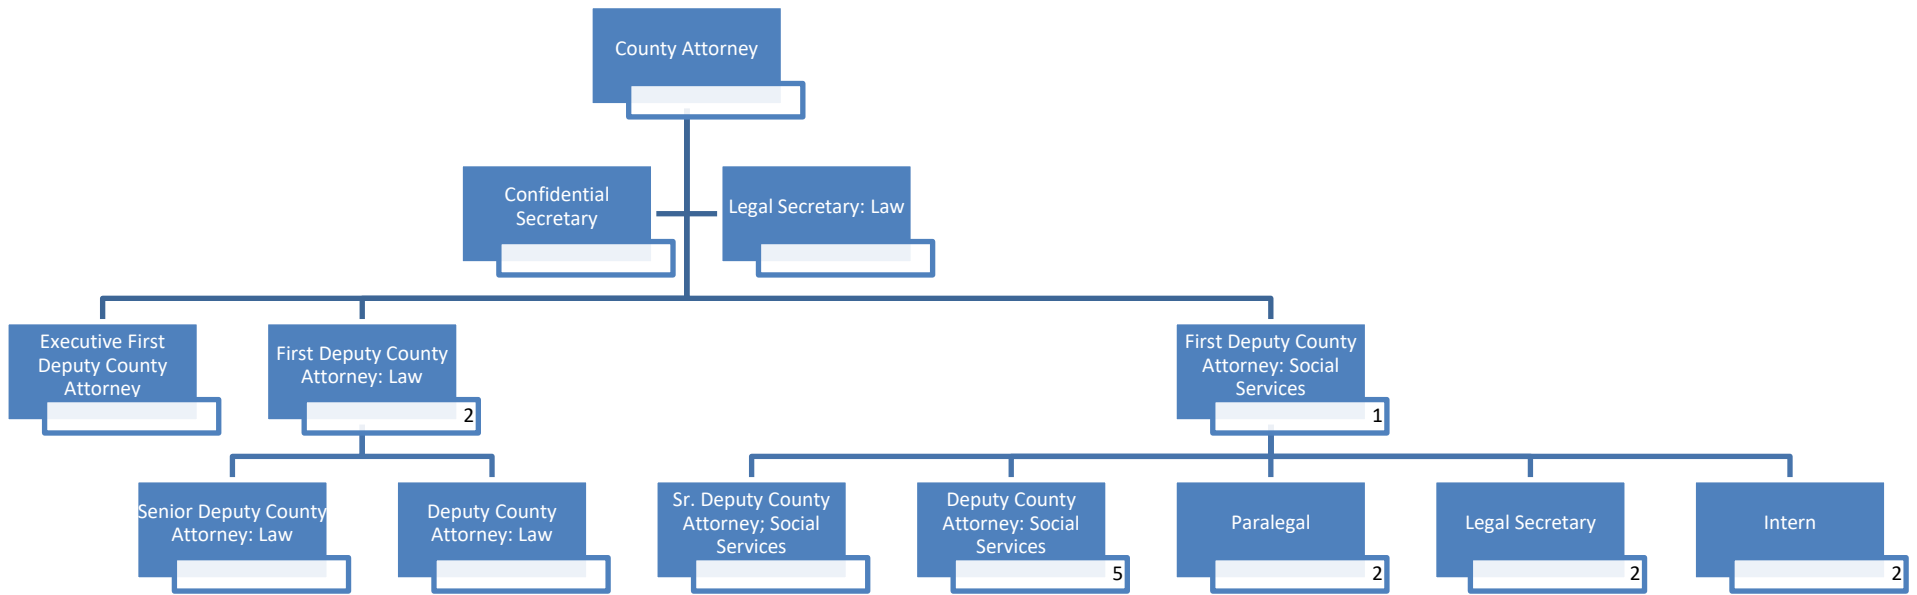 County Attorney
Confidential
Secretary
Legal Secretary: Law
Executive First
Deputy County
Attorney
First Deputy County
Attorney: Law
2
First Deputy County
Attorney: Social
Services
1
Senior Deputy County
Attorney: Law
Deputy County
Attorney: Law
Sr. Deputy County
Attorney; Social
Services
Deputy County
Attorney: Social
Services
5
Paralegal
2
Legal Secretary
2
Intern
2